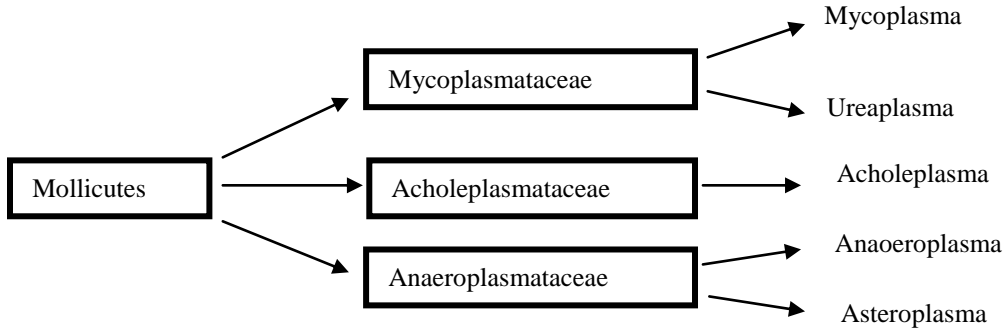 Mycoplasma
Mycoplasmataceae
Ureaplasma
Mollicutes
Acholeplasmataceae
Acholeplasma
Anaoeroplasma
Anaeroplasmataceae
Asteroplasma